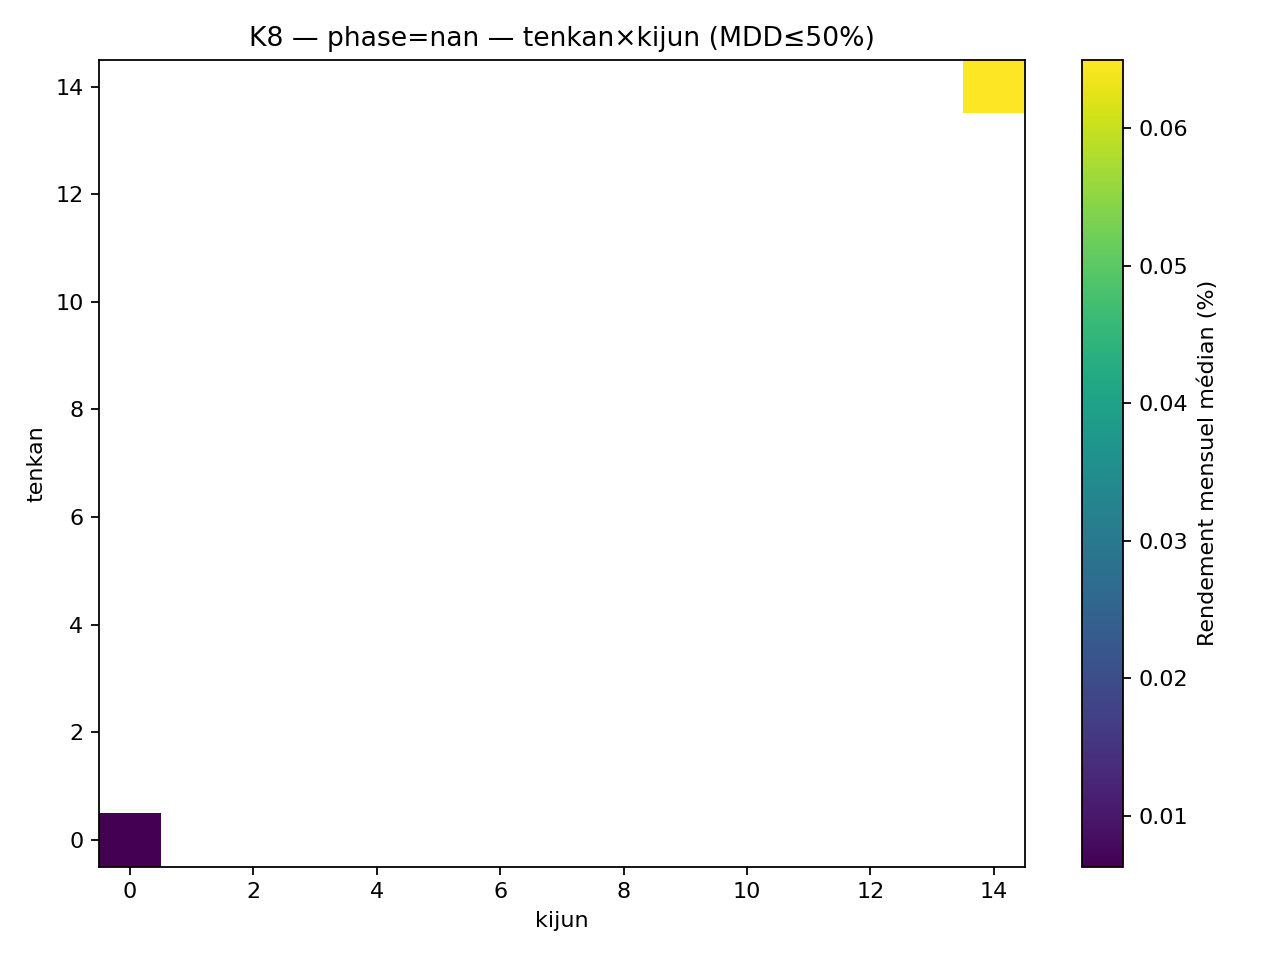 K8 — phase=nan — tenkan×kijun (MDD≤50%)
14
12
10
8
6
4
2
0
tenkan
0 2 4 6 8 10 12 14
kijun
0.06
0.05
0.04
0.03
0.02
0.01
Rendement mensuel médian (%)